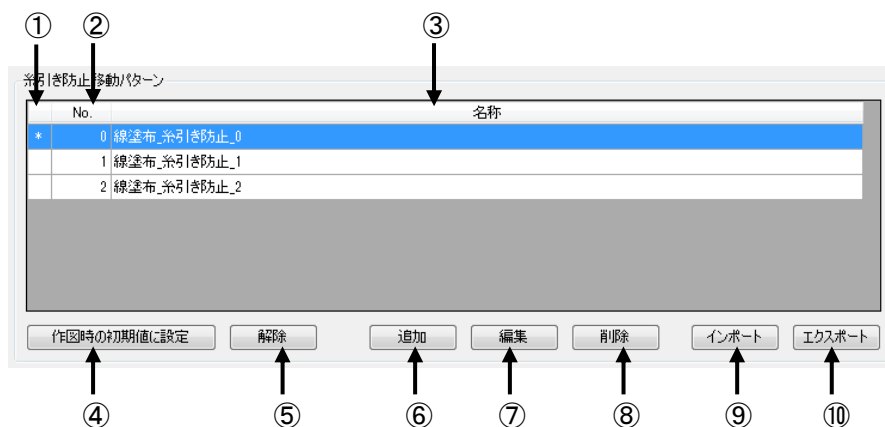 ① ② ③
糸引き防止移動パターン
No. 名称
* 0 線塗布_糸引き防止_0
1 線塗布_糸引き防止_1
2 線塗布_糸引き防止_2
作図時の初期値に設定 解除 追加 編集 削除 インポート エクスポート
④ ⑤ ⑥ ⑦ ⑧ ⑨ ⑩